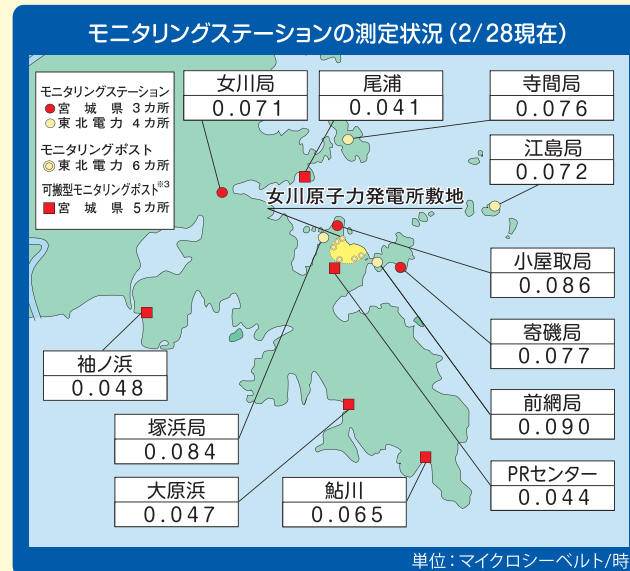 モニタリングステーションの測定状況(2/28現在)
モニタリングステーション
宮城県 3カ所
東北電力 4カ所
モニタリングポスト
東北電力 6カ所
可搬型モニタリングポスト※3
宮城県 5カ所
女川局
0.071
尾浦
0.041
寺間局
0.076
江島局
0.072
女川原子力発電所敷地
小屋取局
0.086
寄磯局
0.077
袖ノ浜
0.048
前網局
0.090
塚浜局
0.084
PRセンター
0.044
大原浜
0.047
鮎川
0.065
単位:マイクロシーベルト/時